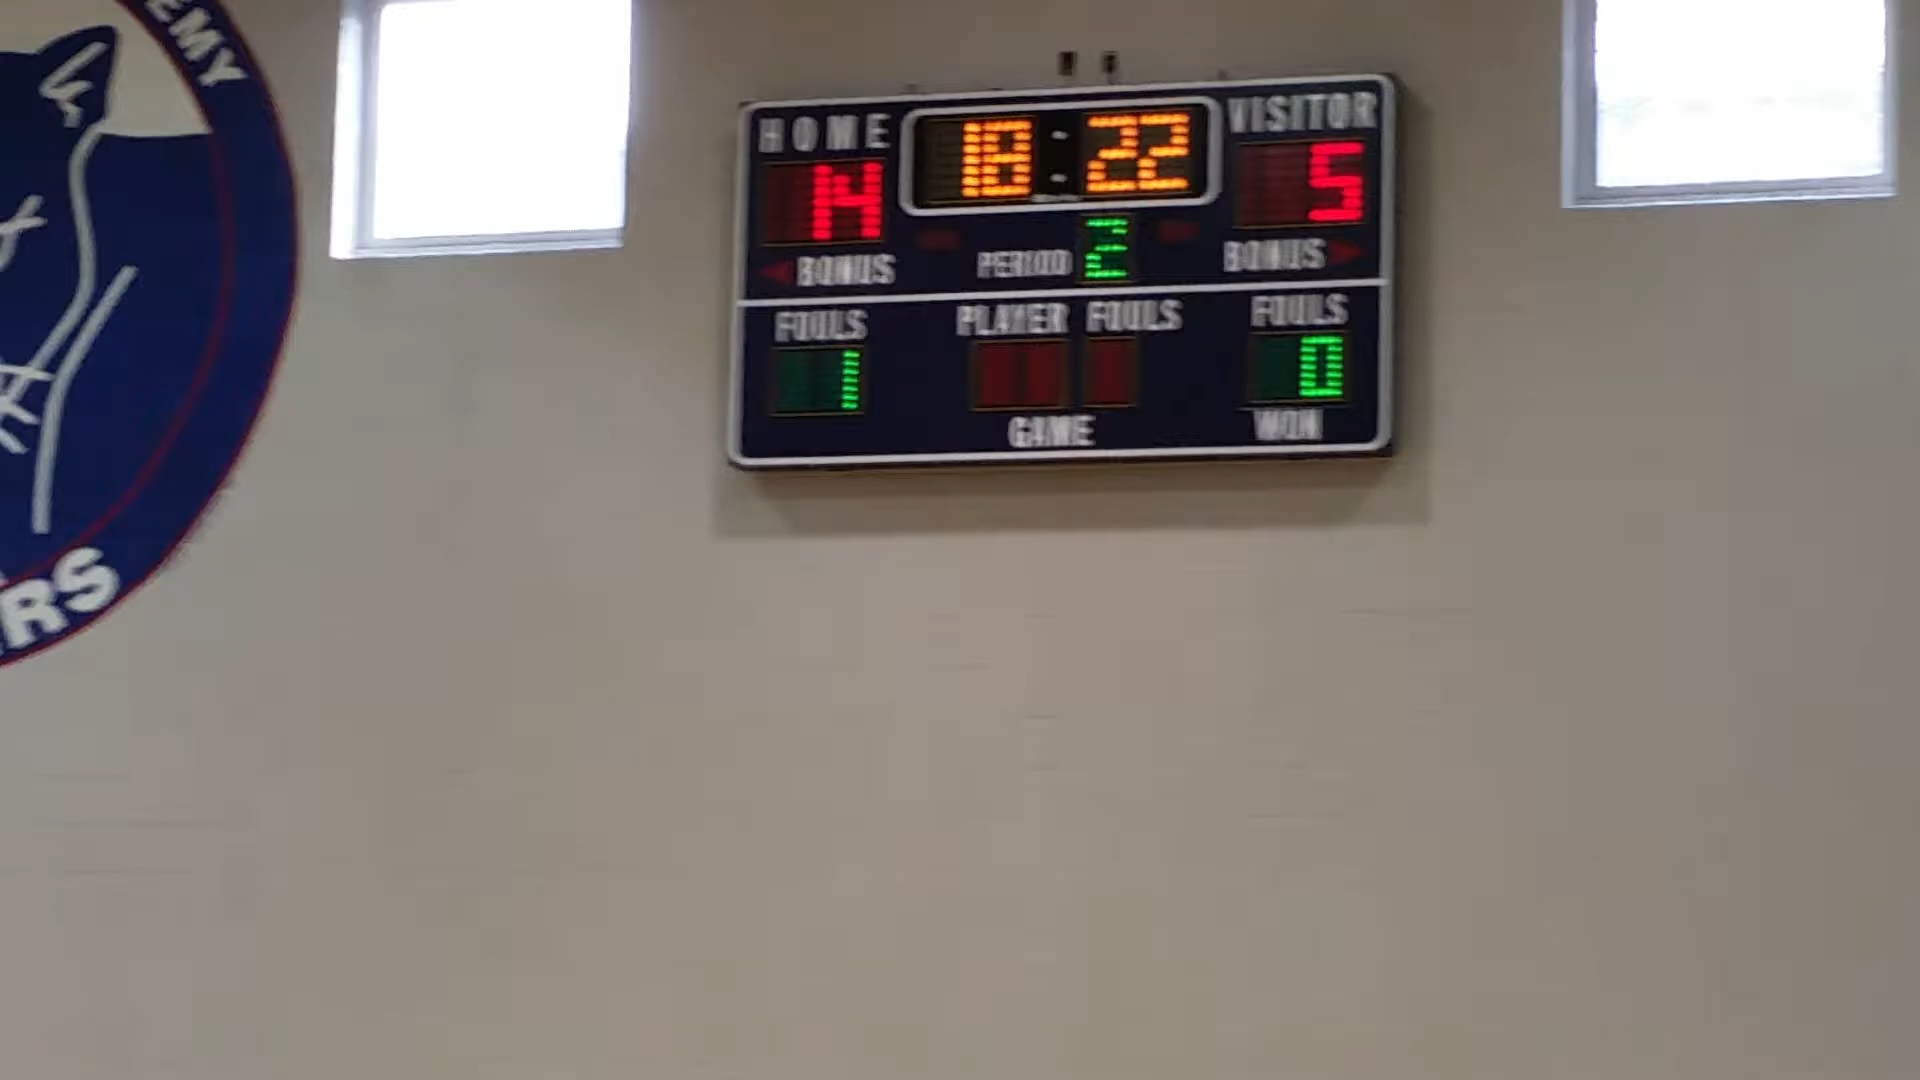 EMY
RS
HOME 18:22 VISITOR
14 5
BONUS PERIOD 2 BONUS
FOULS PLAYER FOULS FOULS
1 0
GAME WON